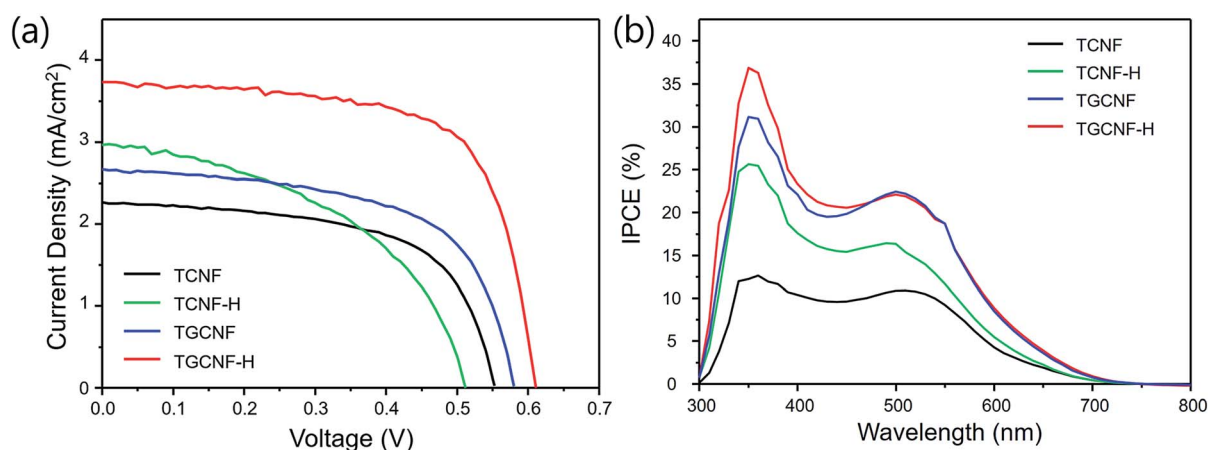 (a)
Current Density (mA/cm²)
4
3
2
1
0
TCNF
TCNF-H
TGCNF
TGCNF-H
0.0 0.1 0.2 0.3 0.4 0.5 0.6 0.7
Voltage (V)
(b)
IPCE (%)
40
35
30
25
20
15
10
5
0
TCNF
TCNF-H
TGCNF
TGCNF-H
300 400 500 600 700 800
Wavelength (nm)